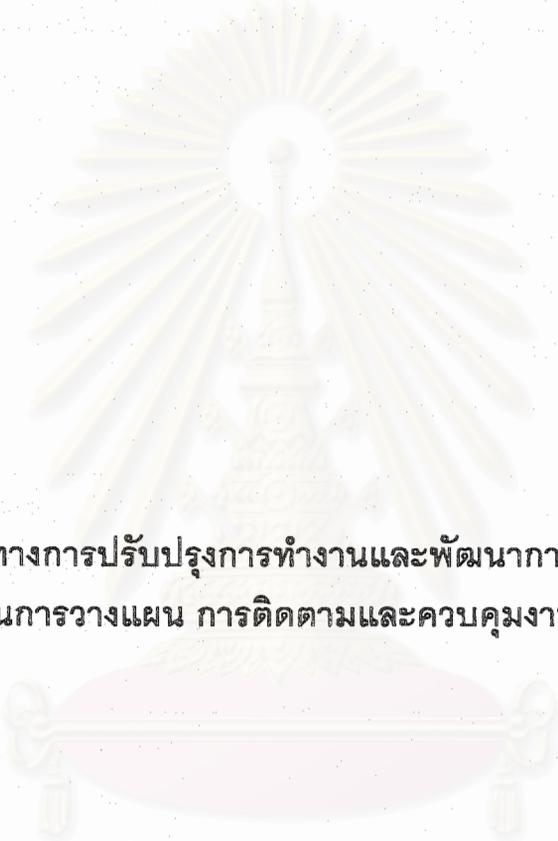 ทางการปรับปรุงการทำงานและพัฒนากา
นการวางแผน การติดตามและควบคุมงา